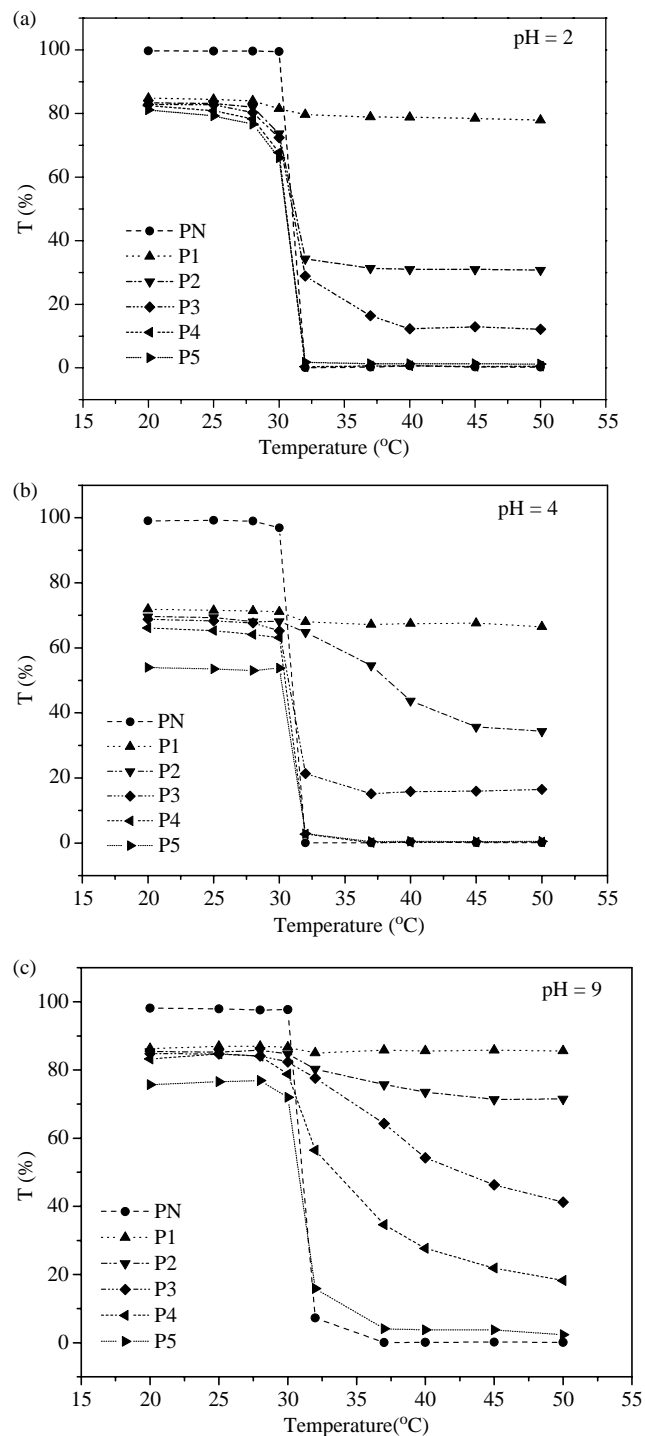 (a)
pH = 2
100
80
60
40
20
0
T (%)
PN
P1
P2
P3
P4
P5
15 20 25 30 35 40 45 50 55
Temperature (°C)
(b)
pH = 4
100
80
60
40
20
0
T (%)
PN
P1
P2
P3
P4
P5
15 20 25 30 35 40 45 50 55
Temperature (°C)
(c)
pH = 9
100
80
60
40
20
0
T (%)
PN
P1
P2
P3
P4
P5
15 20 25 30 35 40 45 50 55
Temperature(°C)